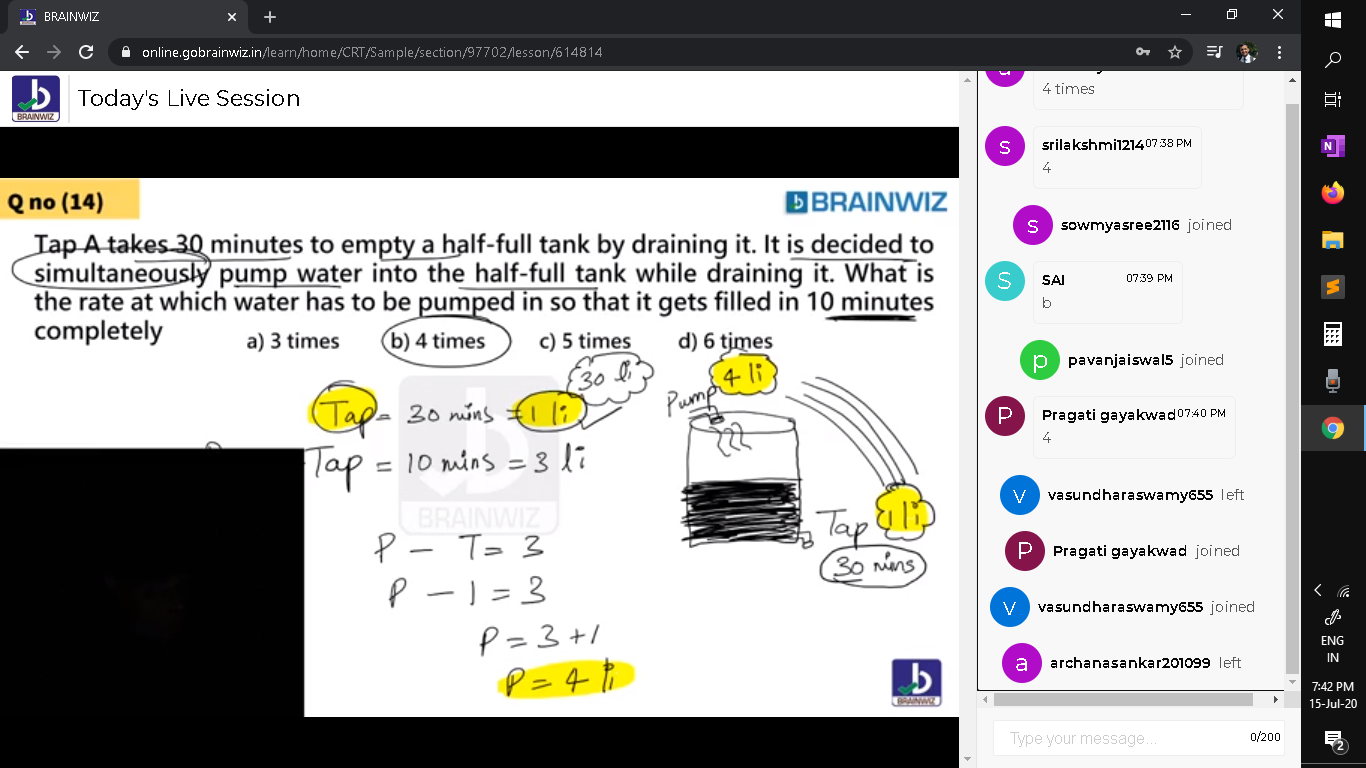 BRAINWIZ
online.gobrainwiz.in/learn/home/CRT/Sample/section/97702/lesson/614814
BRAINWIZ
Today's Live Session
Q no (14)
BRAINWIZ
Tap A takes 30 minutes to empty a half-full tank by draining it. It is decided to
simultaneously pump water into the half-full tank while draining it. What is
the rate at which water has to be pumped in so that it gets filled in 10 minutes
completely
a) 3 times b) 4 times c) 5 times d) 6 times
30 li
4 li
Pump
Tap = 30 mins = 1 li
Tap = 10 mins = 3 li
BRAINWIZ
Tap 1 li
30 mins
P - T = 3
P - 1 = 3
P = 3 + 1
P = 4 li
BRAINWIZ
a
4 times
s
srilakshmi1214 07:38 PM
4
s
sowmyasree2116 joined
S
SAI 07:39 PM
b
p
pavanjaiswal5 joined
P
Pragati gayakwad 07:40 PM
4
v
vasundharaswamy655 left
P
Pragati gayakwad joined
v
vasundharaswamy655 joined
a
archanasankar201099 left
Type your message... 0/200
ENG
IN
7:42 PM
15-Jul-20
2